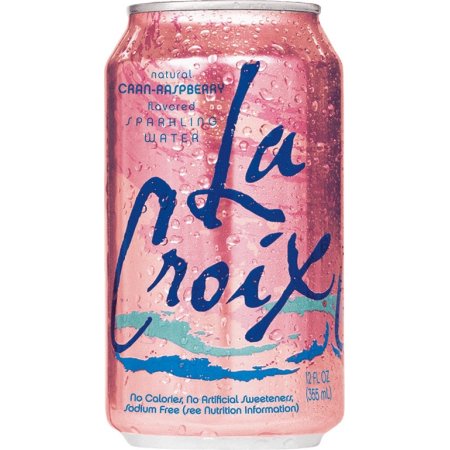 natural
CRAN-RASPBERRY
flavored
SPARKLING
WATER
La
Croix
12 FL OZ
(355 mL)
No Calories, No Artificial Sweeteners,
Sodium Free (see Nutrition Information)